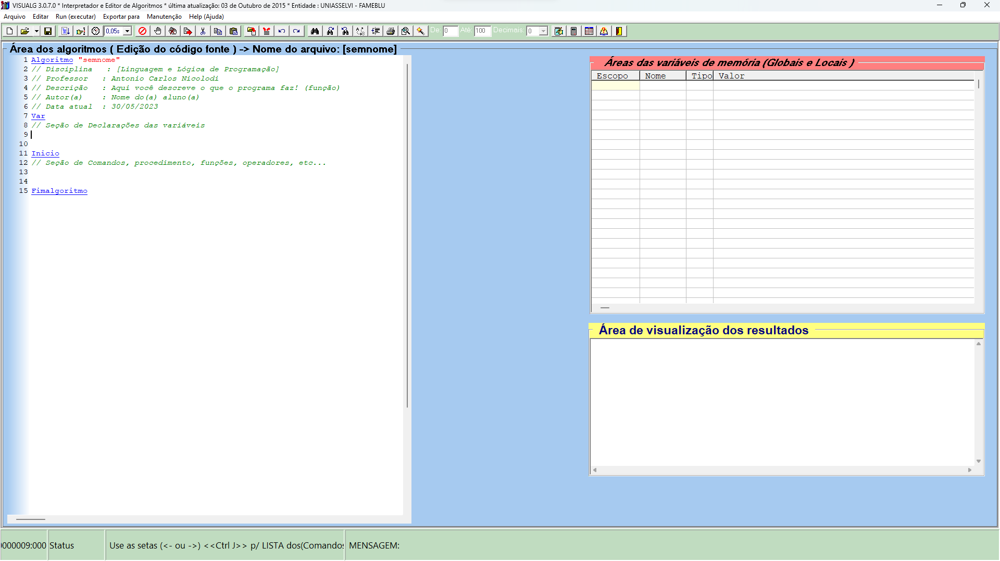 VISUALG 3.0.7.0 * Interpretador e Editor de Algoritmos * última atualização: 03 de Outubro de 2015 * Entidade : UNIASSELVI - FAMEBLU
Arquivo Editar Run (executar) Exportar para Manutenção Help (Ajuda)
0,05s De: 0 Até: 100 Decimais: 0
Área dos algoritmos ( Edição do código fonte ) -> Nome do arquivo: [semnome]
1 Algoritmo "semnome"
2 // Disciplina : [Linguagem e Lógica de Programação]
3 // Professor : Antonio Carlos Nicolodi
4 // Descrição : Aqui você descreve o que o programa faz! (função)
5 // Autor(a) : Nome do(a) aluno(a)
6 // Data atual : 30/05/2023
7 Var
8 // Seção de Declarações das variáveis
9
10
11 Inicio
12 // Seção de Comandos, procedimento, funções, operadores, etc...
13
14
15 Fimalgoritmo
Áreas das variáveis de memória (Globais e Locais )
Escopo Nome Tipo Valor
Área de visualização dos resultados
0000009:000 Status Use as setas (<- ou ->) <<Ctrl J>> p/ LISTA dos(Comandos MENSAGEM: